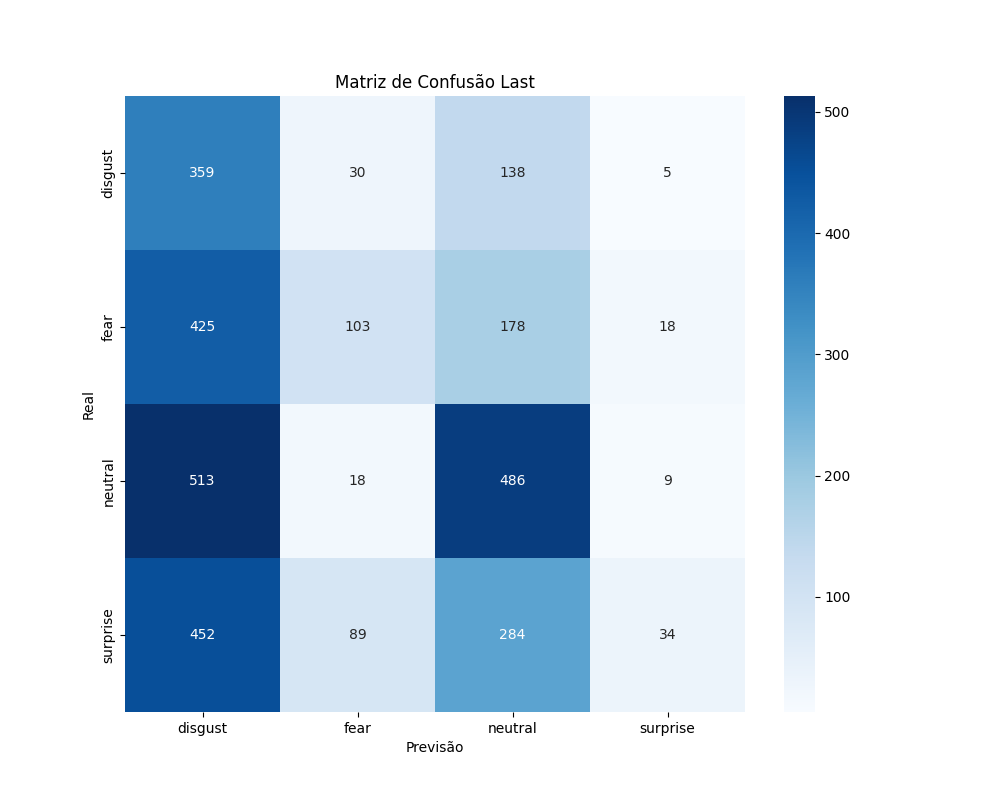 Matriz de Confusão Last
Real
disgust 359 30 138 5
fear 425 103 178 18
neutral 513 18 486 9
surprise 452 89 284 34
disgust fear neutral surprise
Previsão
500
400
300
200
100